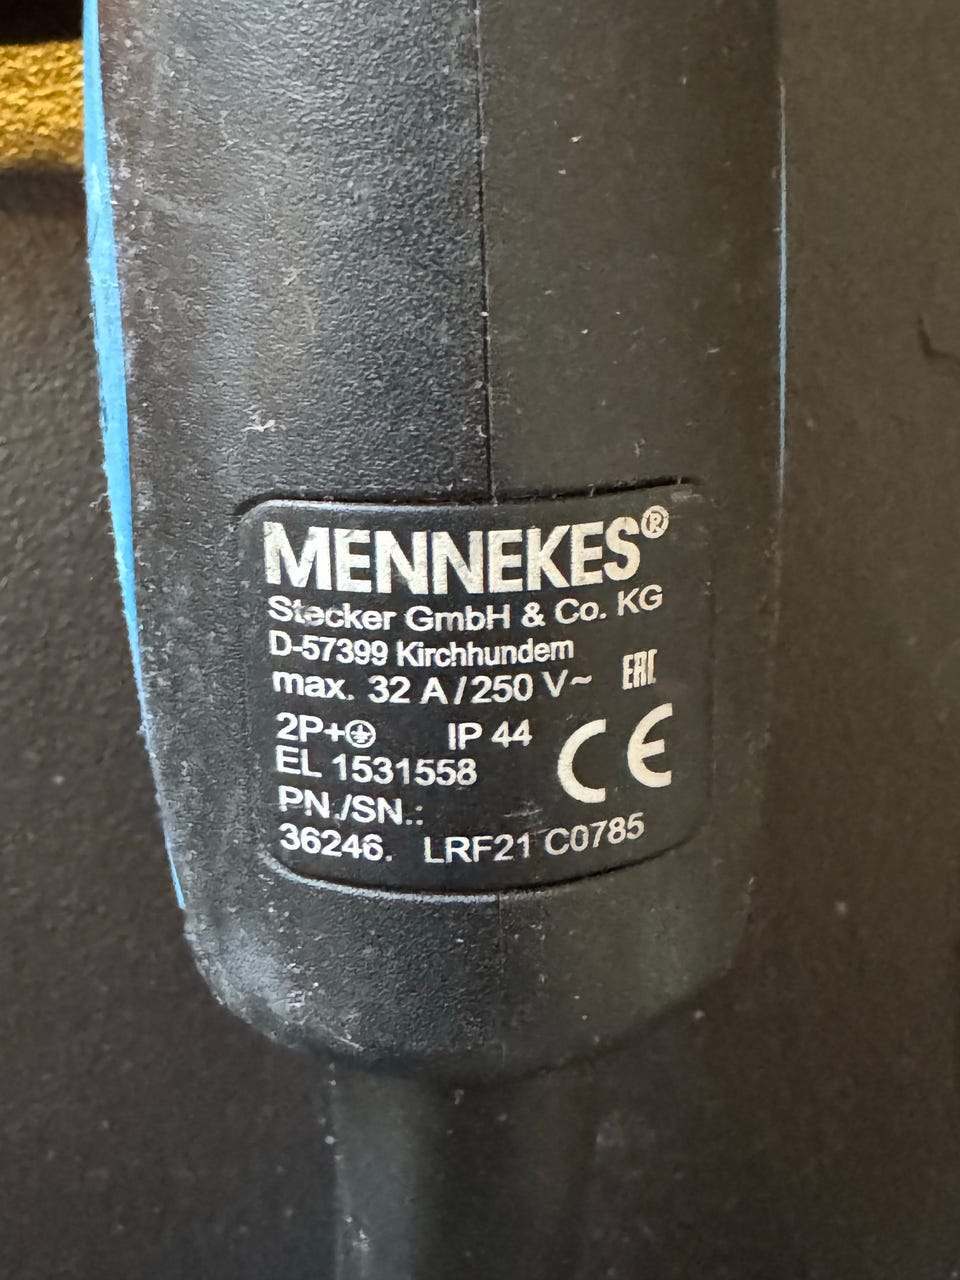 MENNEKES®
Stecker GmbH & Co. KG
D-57399 Kirchhundem
max. 32 A / 250 V~ EAC
2P+⏚ IP 44
CE
EL 1531558
PN./SN.:
36246. LRF21 C0785